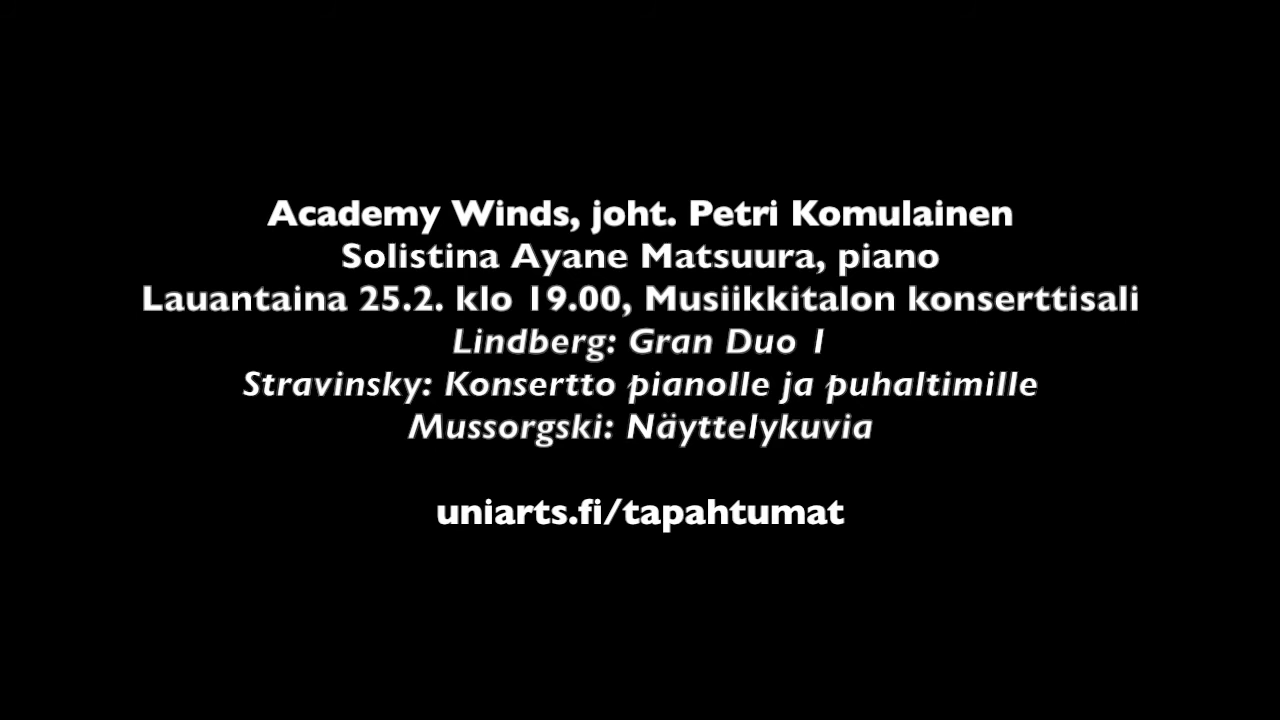 Academy Winds, joht. Petri Komulainen
Solistina Ayane Matsuura, piano
Lauantaina 25.2. klo 19.00, Musiikkitalon konserttisali
Lindberg: Gran Duo 1
Stravinsky: Konsertto pianolle ja puhaltimille
Mussorgski: Näyttelykuvia
uniarts.fi/tapahtumat